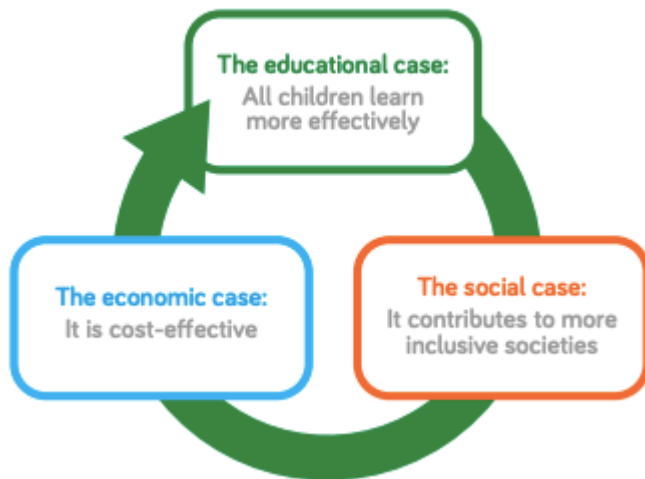 The educational case:
All children learn
more effectively
The economic case:
It is cost-effective
The social case:
It contributes to more
inclusive societies